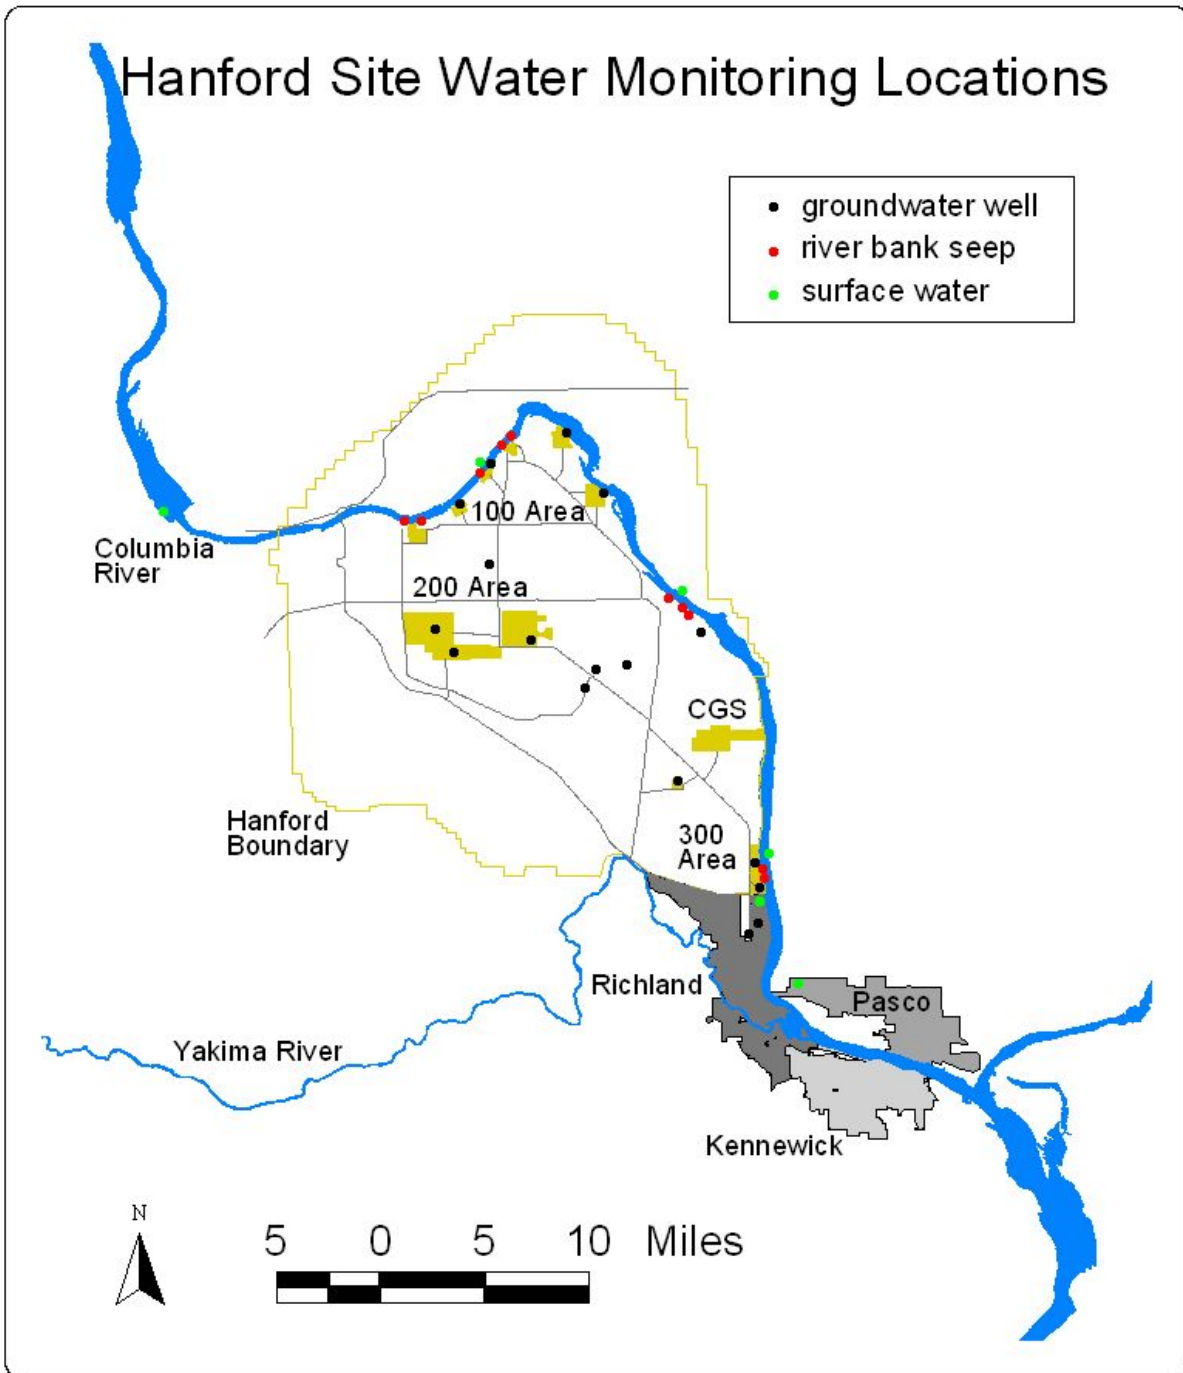 Hanford Site Water Monitoring Locations
groundwater well
river bank seep
surface water
100 Area
Columbia
River
200 Area
CGS
Hanford
Boundary
300
Area
Richland
Pasco
Yakima River
Kennewick
N
5 0 5 10 Miles